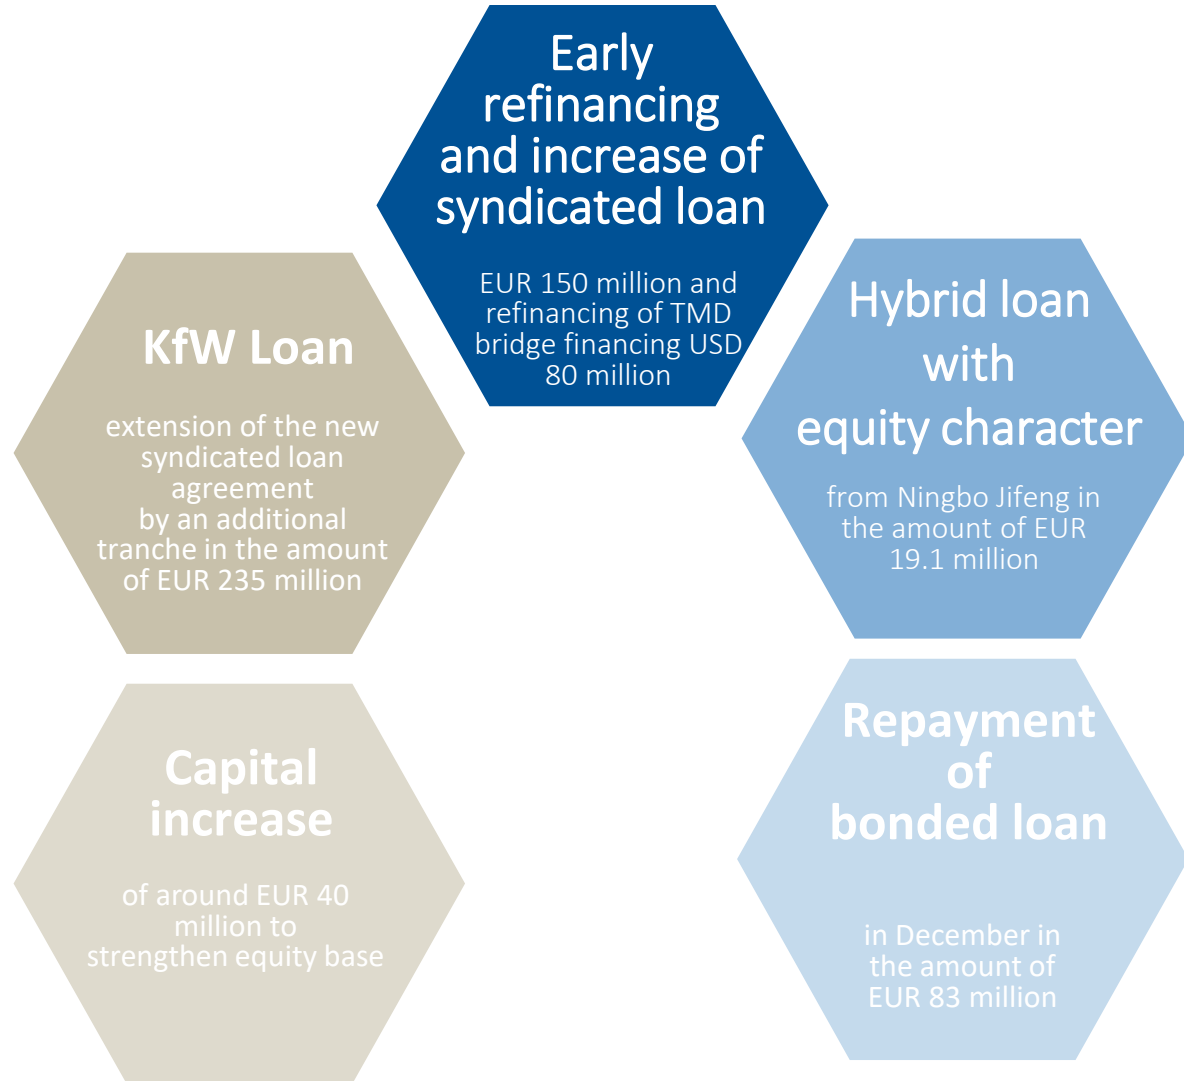 Early
refinancing
and increase of
syndicated loan
EUR 150 million and
refinancing of TMD
bridge financing USD
80 million
Hybrid loan
with
equity character
from Ningbo Jifeng in
the amount of EUR
19.1 million
KfW Loan
extension of the new
syndicated loan
agreement
by an additional
tranche in the amount
of EUR 235 million
Capital
increase
of around EUR 40
million to
strengthen equity base
Repayment
of
bonded loan
in December in
the amount of
EUR 83 million